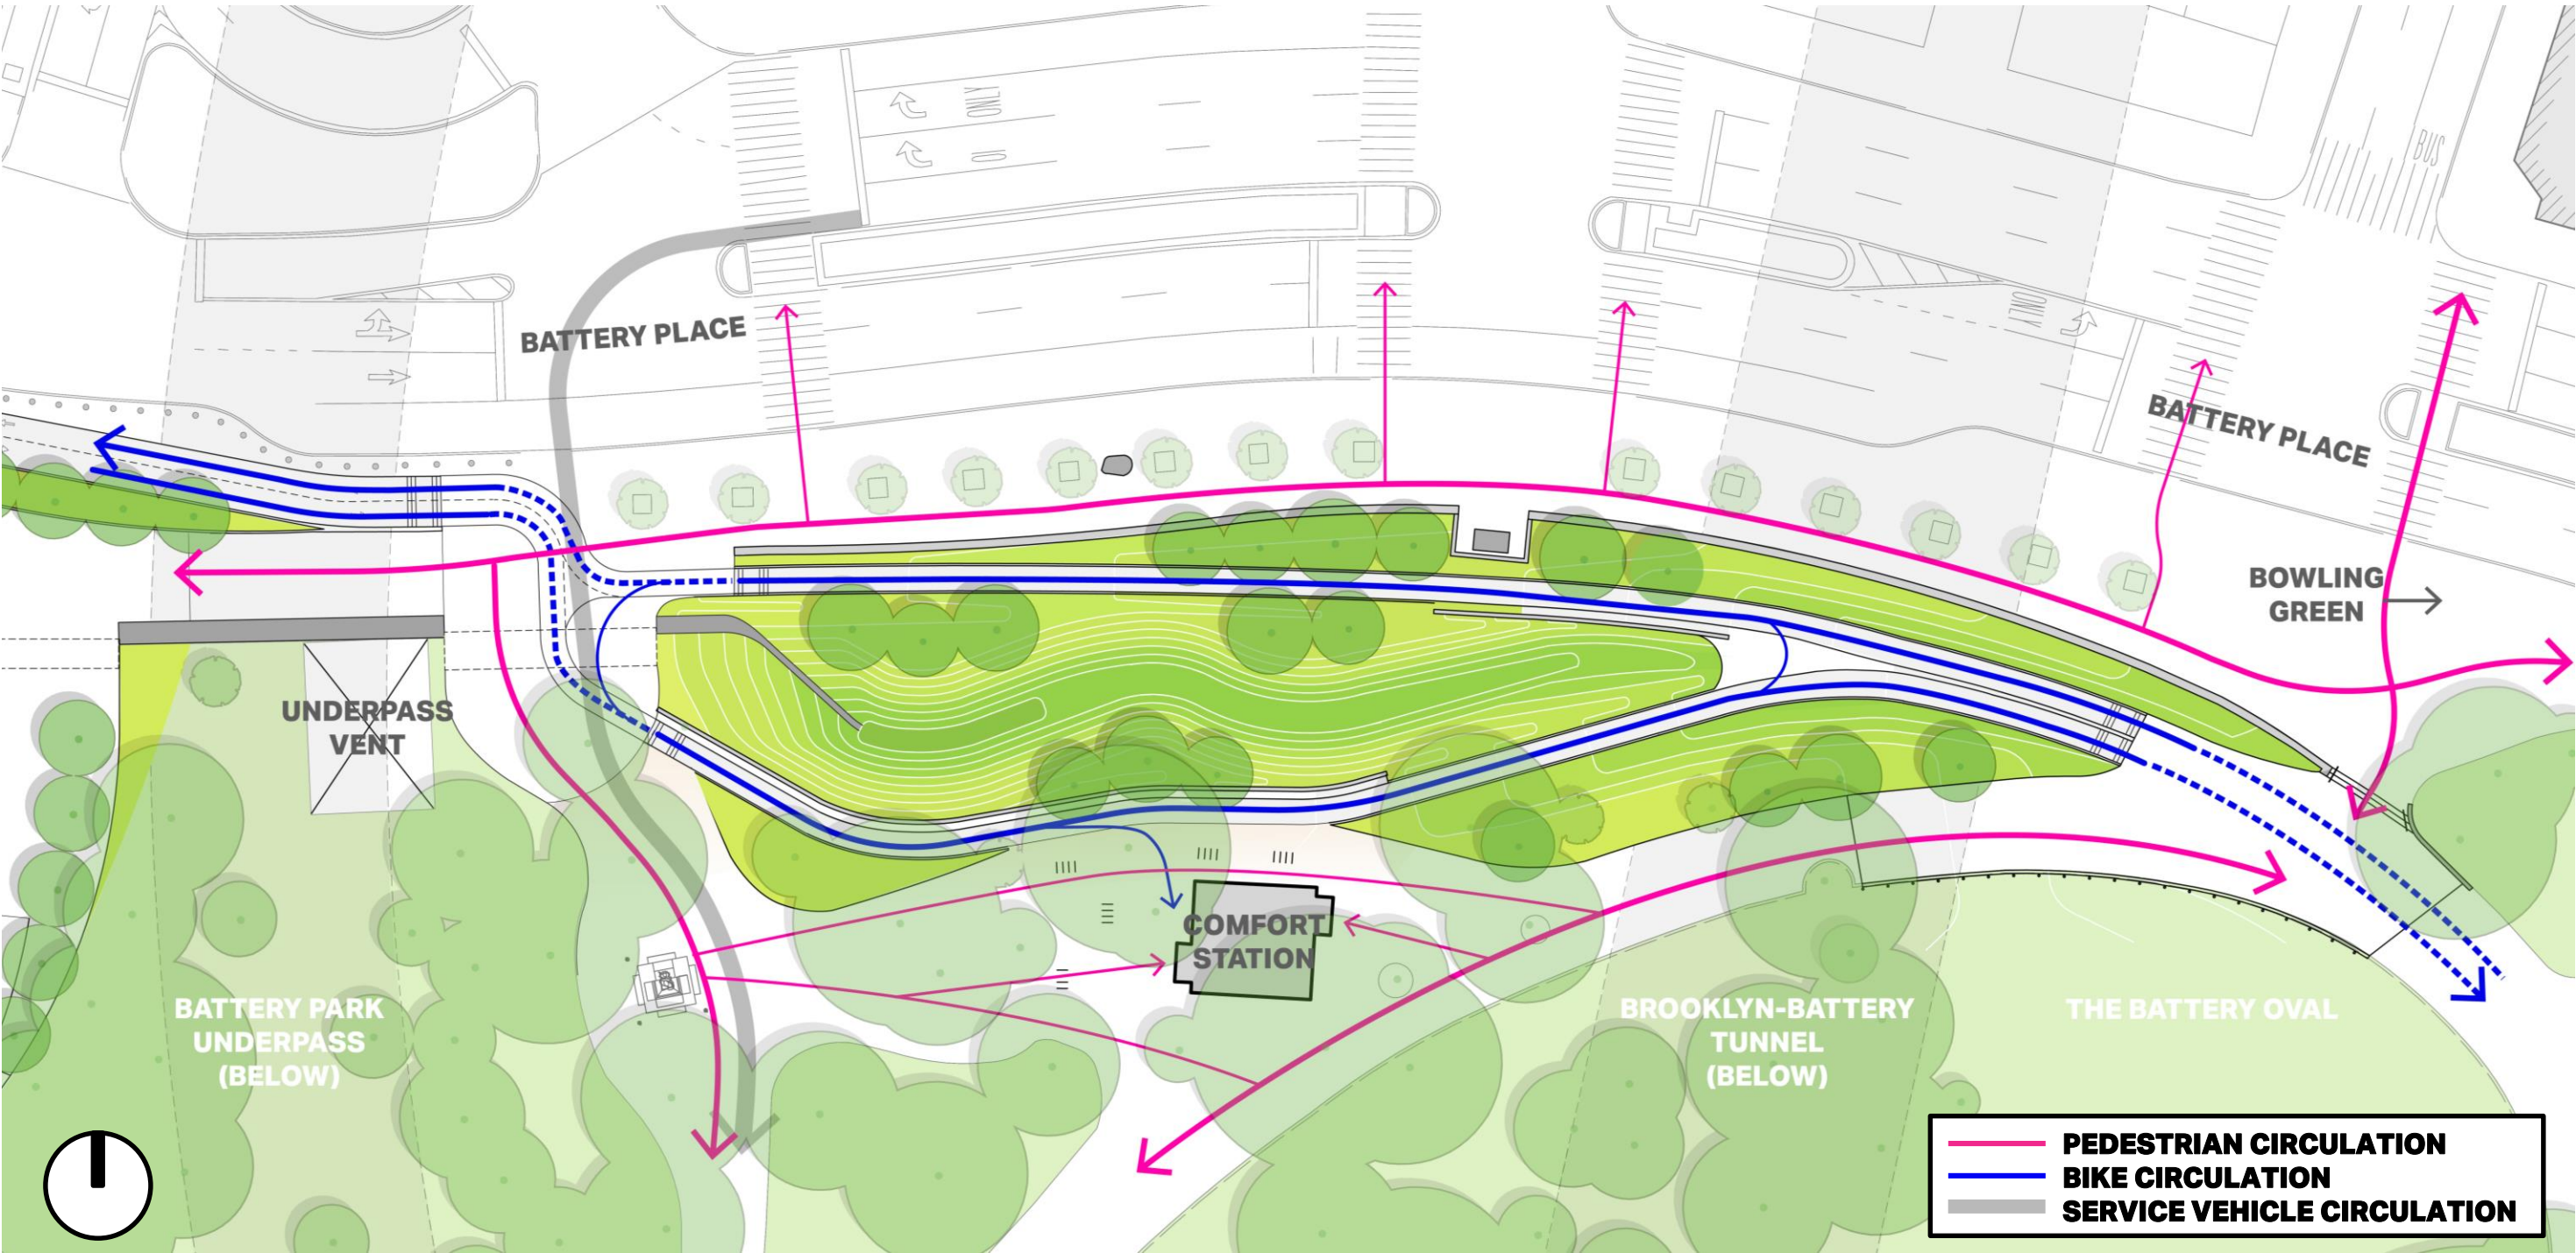 BUS
BATTERY PLACE
BATTERY PLACE
BOWLING
GREEN
UNDERPASS
VENT
COMFORT
STATION
BATTERY PARK
UNDERPASS
(BELOW)
BROOKLYN-BATTERY
TUNNEL
(BELOW)
THE BATTERY OVAL
PEDESTRIAN CIRCULATION
BIKE CIRCULATION
SERVICE VEHICLE CIRCULATION